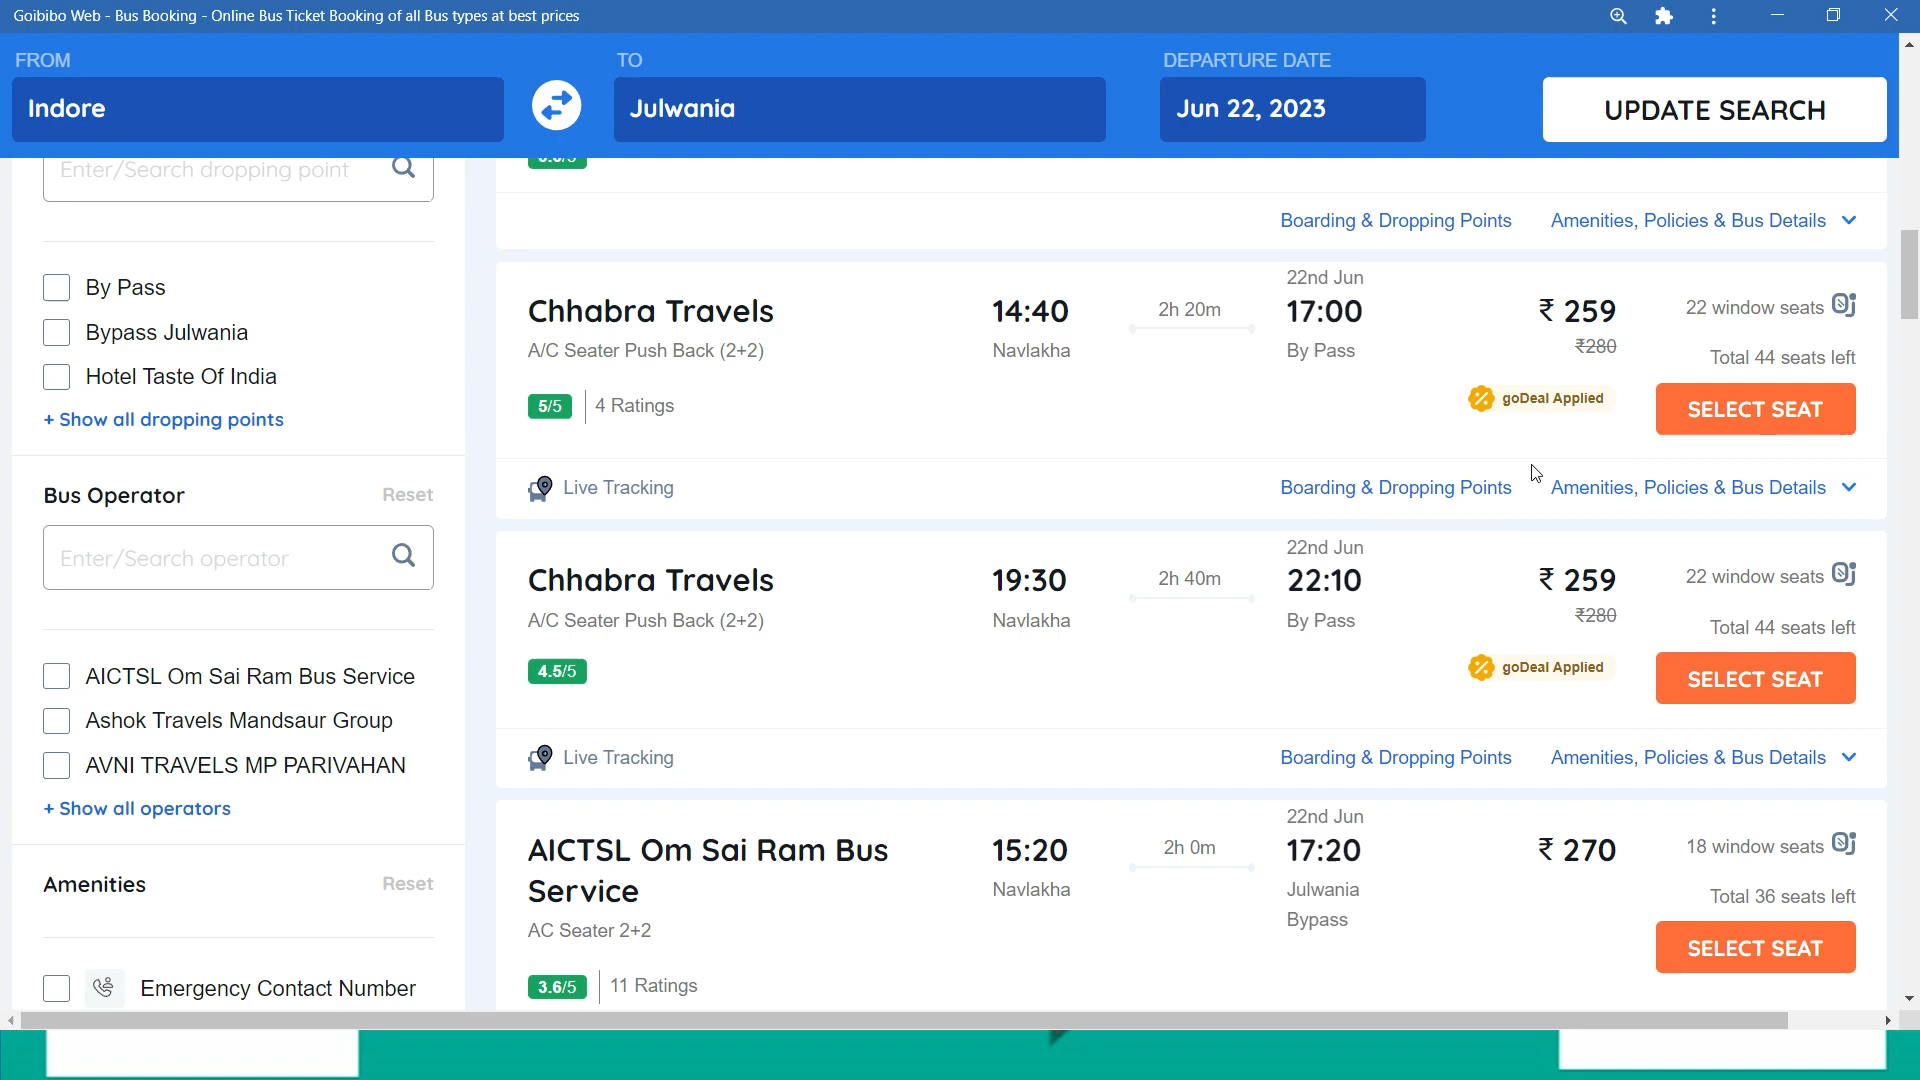 Goibibo Web - Bus Booking - Online Bus Ticket Booking of all Bus types at best prices
FROM
TO
DEPARTURE DATE
Indore
Julwania
Jun 22, 2023
UPDATE SEARCH
Enter/Search dropping point
By Pass
Bypass Julwania
Hotel Taste Of India
+ Show all dropping points
Bus Operator
Reset
Enter/Search operator
AICTSL Om Sai Ram Bus Service
Ashok Travels Mandsaur Group
AVNI TRAVELS MP PARIVAHAN
+ Show all operators
Amenities
Reset
Emergency Contact Number
Boarding & Dropping Points
Amenities, Policies & Bus Details
Chhabra Travels
A/C Seater Push Back (2+2)
5/5
4 Ratings
14:40
Navlakha
2h 20m
22nd Jun
17:00
By Pass
₹ 259
₹280
goDeal Applied
22 window seats
Total 44 seats left
SELECT SEAT
Live Tracking
Boarding & Dropping Points
Amenities, Policies & Bus Details
Chhabra Travels
A/C Seater Push Back (2+2)
4.5/5
19:30
Navlakha
2h 40m
22nd Jun
22:10
By Pass
₹ 259
₹280
goDeal Applied
22 window seats
Total 44 seats left
SELECT SEAT
Live Tracking
Boarding & Dropping Points
Amenities, Policies & Bus Details
AICTSL Om Sai Ram Bus
Service
AC Seater 2+2
3.6/5
11 Ratings
15:20
Navlakha
2h 0m
22nd Jun
17:20
Julwania
Bypass
₹ 270
18 window seats
Total 36 seats left
SELECT SEAT